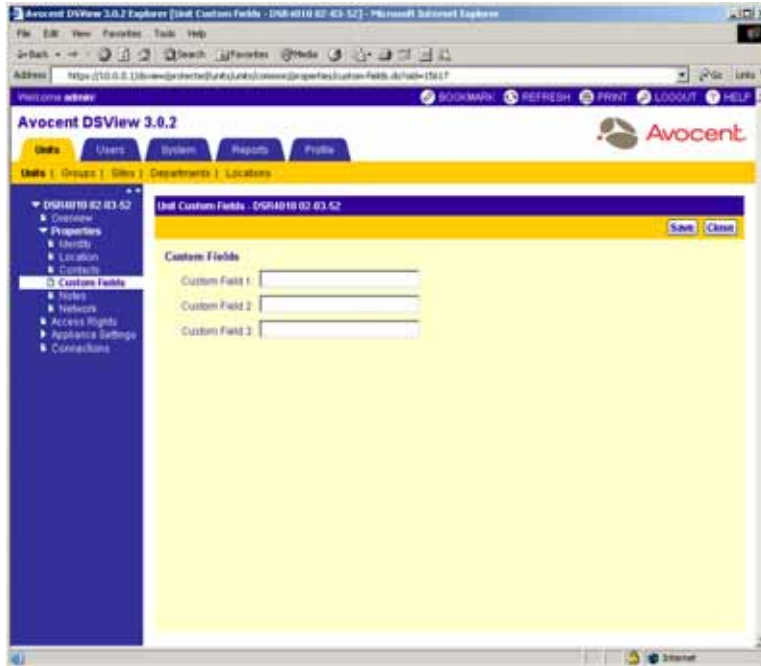 Avocent DSView 3.0.2 Explorer [Unit Custom Fields - DSR4010 02-03-52] - Microsoft Internet Explorer
File Edit View Favorites Tools Help
Back Search Favorites Media
Address Go Links
Welcome admin
BOOKMARK REFRESH PRINT LOGOUT HELP
Avocent DSView 3.0.2
Avocent
Units Users System Reports Profile
Units | Groups | Sites | Departments | Locations
DSR4010 02-03-52
Overview
Properties
Identity
Location
Contacts
Custom Fields
Notes
Network
Access Rights
Appliance Settings
Connections
Unit Custom Fields - DSR4010 02-03-52
Save Close
Custom Fields
Custom Field 1:
Custom Field 2:
Custom Field 3:
Internet